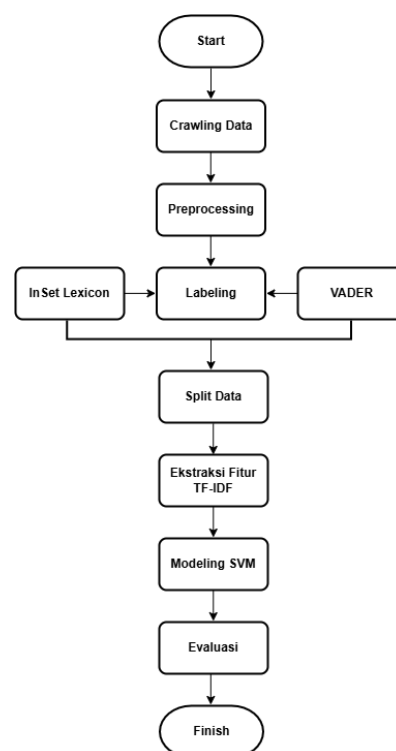 Start
Crawling Data
Preprocessing
InSet Lexicon
Labeling
VADER
Split Data
Ekstraksi Fitur
TF-IDF
Modeling SVM
Evaluasi
Finish